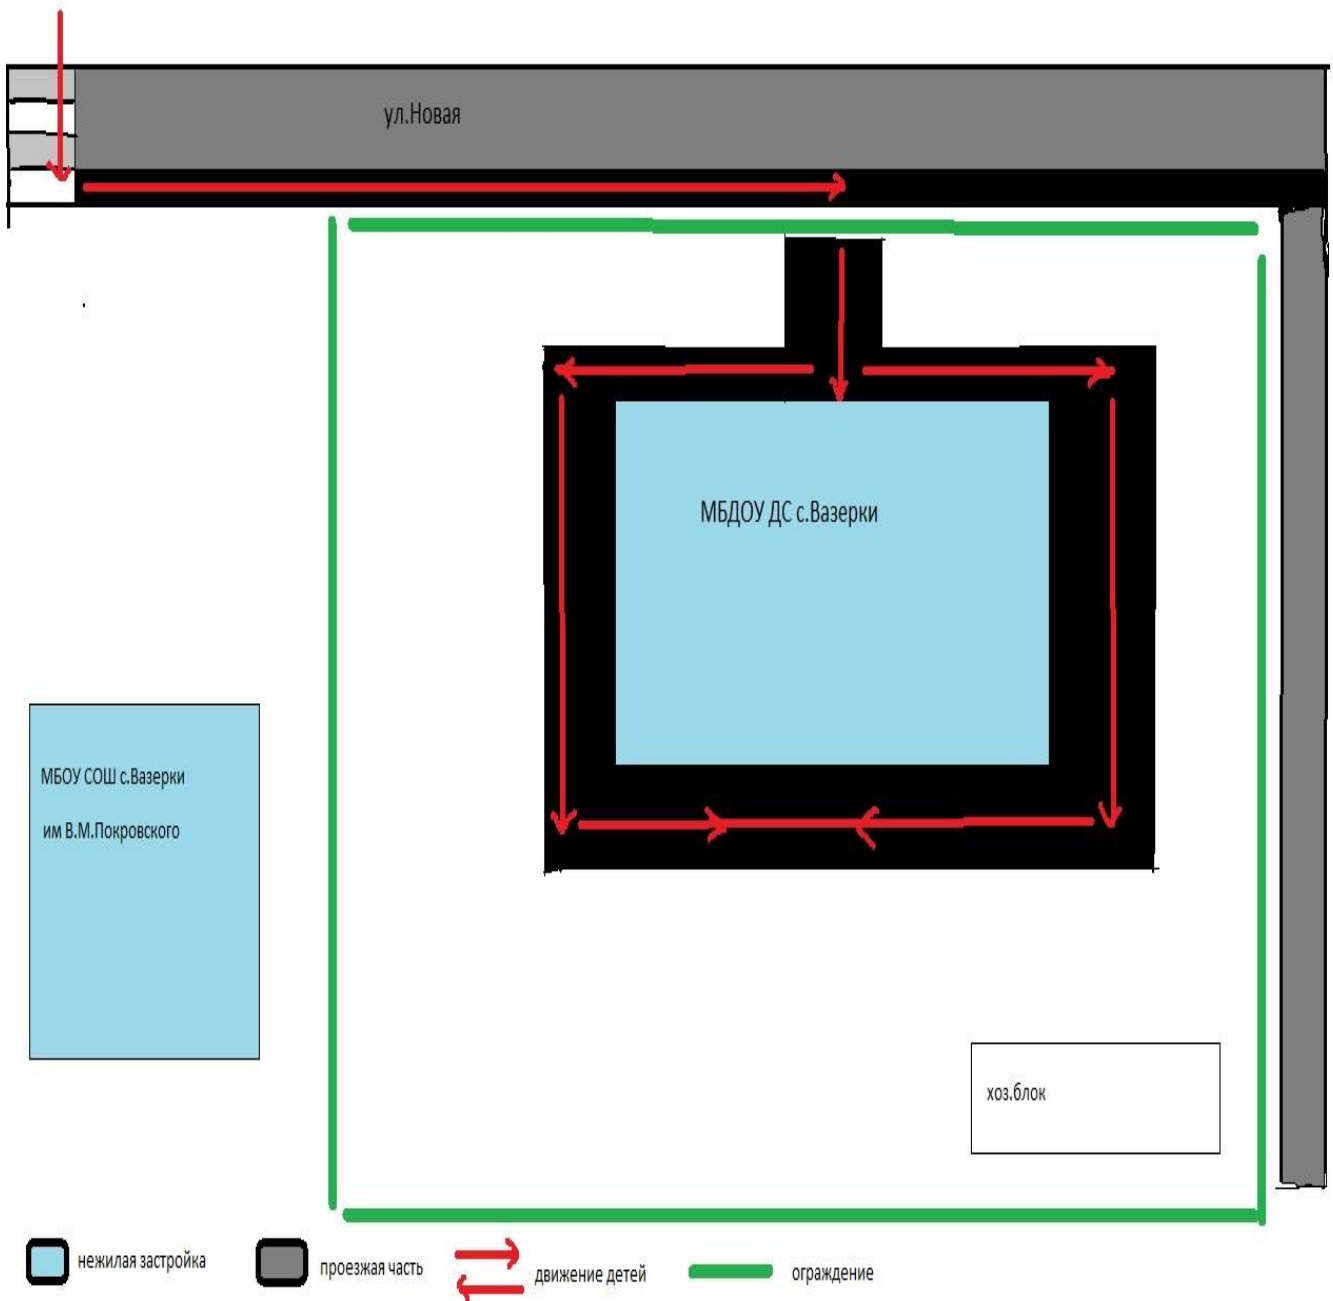 ул.Новая
МБДОУ ДС с.Вазерки
МБОУ СОШ с.Вазерки
им В.М.Покровского
хоз.блок
нежилая застройка
проезжая часть
движение детей
ограждение